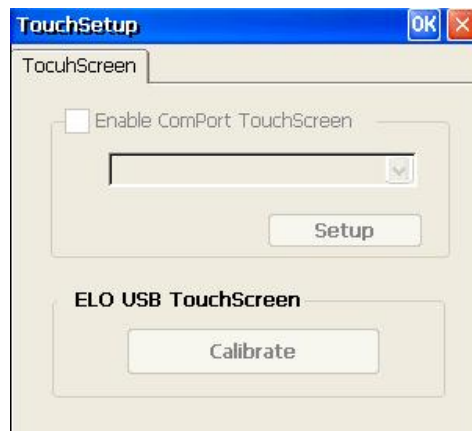 TouchSetup
OK
TocuhScreen
Enable ComPort TouchScreen
Setup
ELO USB TouchScreen
Calibrate